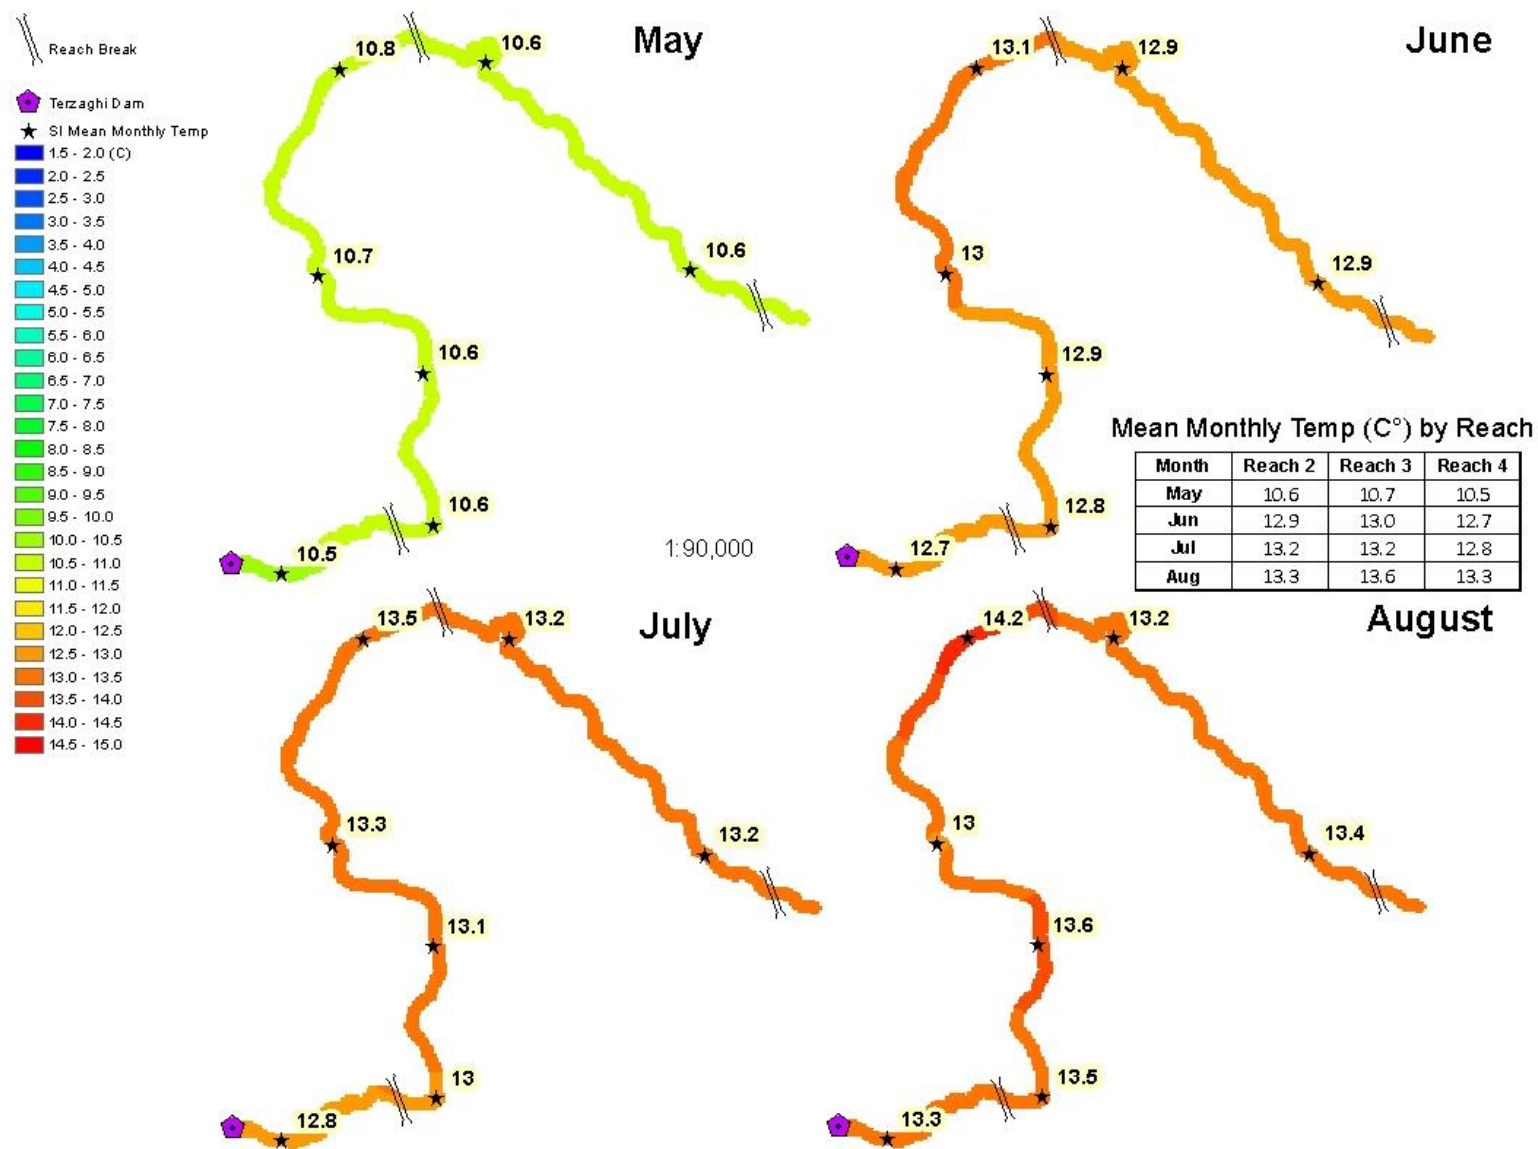 Reach Break
Terzaghi Dam
SI Mean Monthly Temp
1.5 - 2.0 (C)
2.0 - 2.5
2.5 - 3.0
3.0 - 3.5
3.5 - 4.0
4.0 - 4.5
4.5 - 5.0
5.0 - 5.5
5.5 - 6.0
6.0 - 6.5
6.5 - 7.0
7.0 - 7.5
7.5 - 8.0
8.0 - 8.5
8.5 - 9.0
9.0 - 9.5
9.5 - 10.0
10.0 - 10.5
10.5 - 11.0
11.0 - 11.5
11.5 - 12.0
12.0 - 12.5
12.5 - 13.0
13.0 - 13.5
13.5 - 14.0
14.0 - 14.5
14.5 - 15.0
May
10.8
10.6
10.7
10.6
10.6
10.6
10.5
1:90,000
June
13.1
12.9
13
12.9
12.9
12.8
12.7
Mean Monthly Temp (C°) by Reach
Month Reach 2 Reach 3 Reach 4
May 10.6 10.7 10.5
Jun 12.9 13.0 12.7
Jul 13.2 13.2 12.8
Aug 13.3 13.6 13.3
July
13.5
13.2
13.3
13.2
13.1
13
12.8
August
14.2
13.2
13
13.4
13.6
13.5
13.3